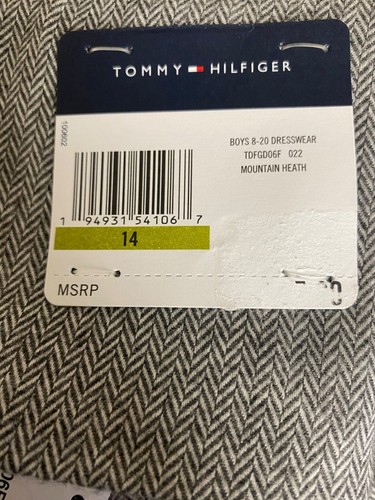 TOMMY HILFIGER
100602
BOYS 8-20 DRESSWEAR
TDFGD06F 022
MOUNTAIN HEATH
1 94931 54106 7
14
MSRP